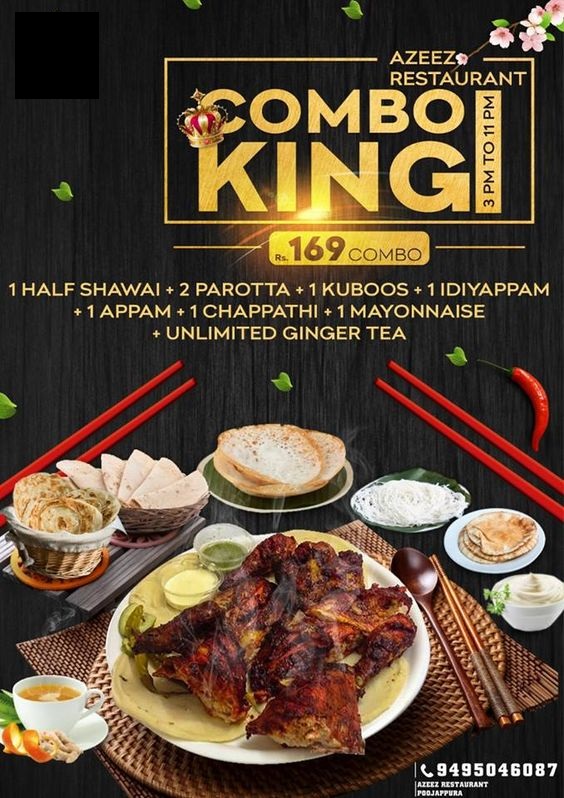 AZEEZ
RESTAURANT
COMBO
KING
3 PM TO 11 PM
Rs. 169 COMBO
1 HALF SHAWAI + 2 PAROTTA + 1 KUBOOS + 1 IDIYAPPAM
+ 1 APPAM + 1 CHAPPATHI + 1 MAYONNAISE
+ UNLIMITED GINGER TEA
9495046087
AZEEZ RESTAURANT
POOJAPPURA